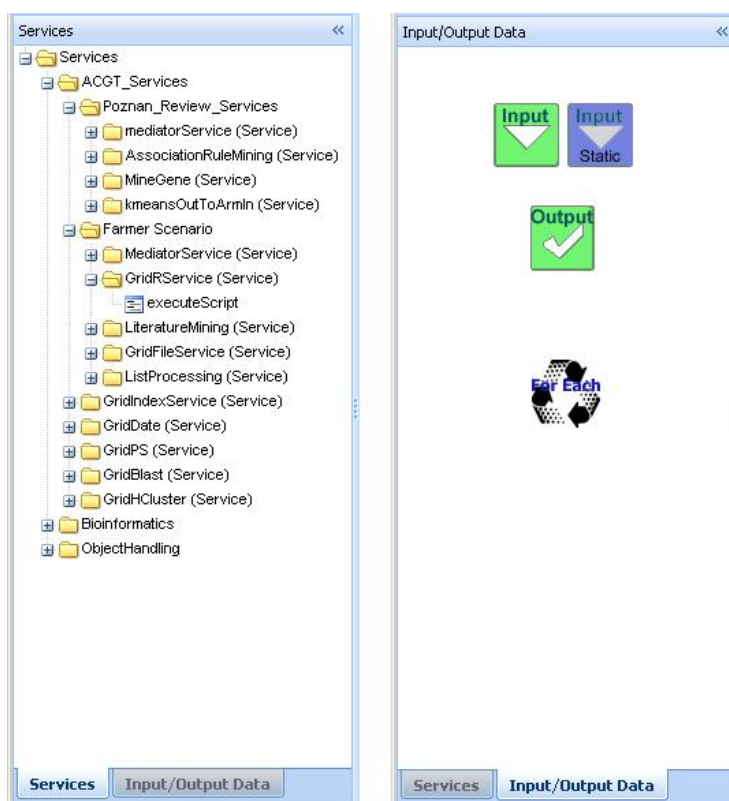 Services
Services
ACGT_Services
Poznan_Review_Services
mediatorService (Service)
AssociationRuleMining (Service)
MineGene (Service)
kmeansOutToArmIn (Service)
Farmer Scenario
MediatorService (Service)
GridRService (Service)
executeScript
LiteratureMining (Service)
GridFileService (Service)
ListProcessing (Service)
GridIndexService (Service)
GridDate (Service)
GridPS (Service)
GridBlast (Service)
GridHCluster (Service)
Bioinformatics
ObjectHandling
Services Input/Output Data
Input/Output Data
Input Input
Static
Output
For Each
Services Input/Output Data